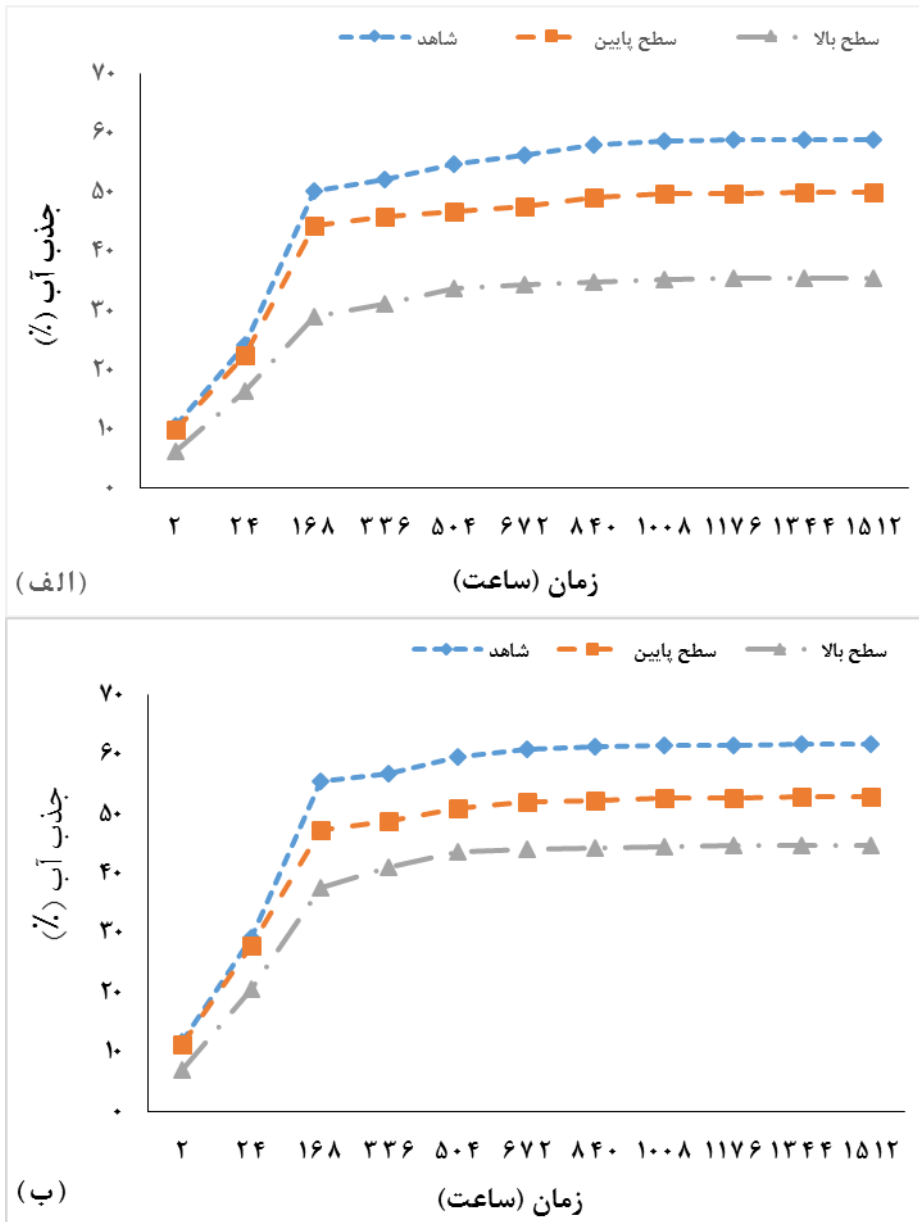 شاهد سطح پایین سطح بالا
۷۰
۶۰
۵۰
۴۰
۳۰
۲۰
۱۰
۰
جذب آب (٪)
۲ ۲۴ ۱۶۸ ۳۳۶ ۵۰۴ ۶۷۲ ۸۴۰ ۱۰۰۸ ۱۱۷۶ ۱۳۴۴ ۱۵۱۲
زمان (ساعت)
(الف)
شاهد سطح پایین سطح بالا
۷۰
۶۰
۵۰
۴۰
۳۰
۲۰
۱۰
۰
جذب آب (٪)
۲ ۲۴ ۱۶۸ ۳۳۶ ۵۰۴ ۶۷۲ ۸۴۰ ۱۰۰۸ ۱۱۷۶ ۱۳۴۴ ۱۵۱۲
زمان (ساعت)
(ب)